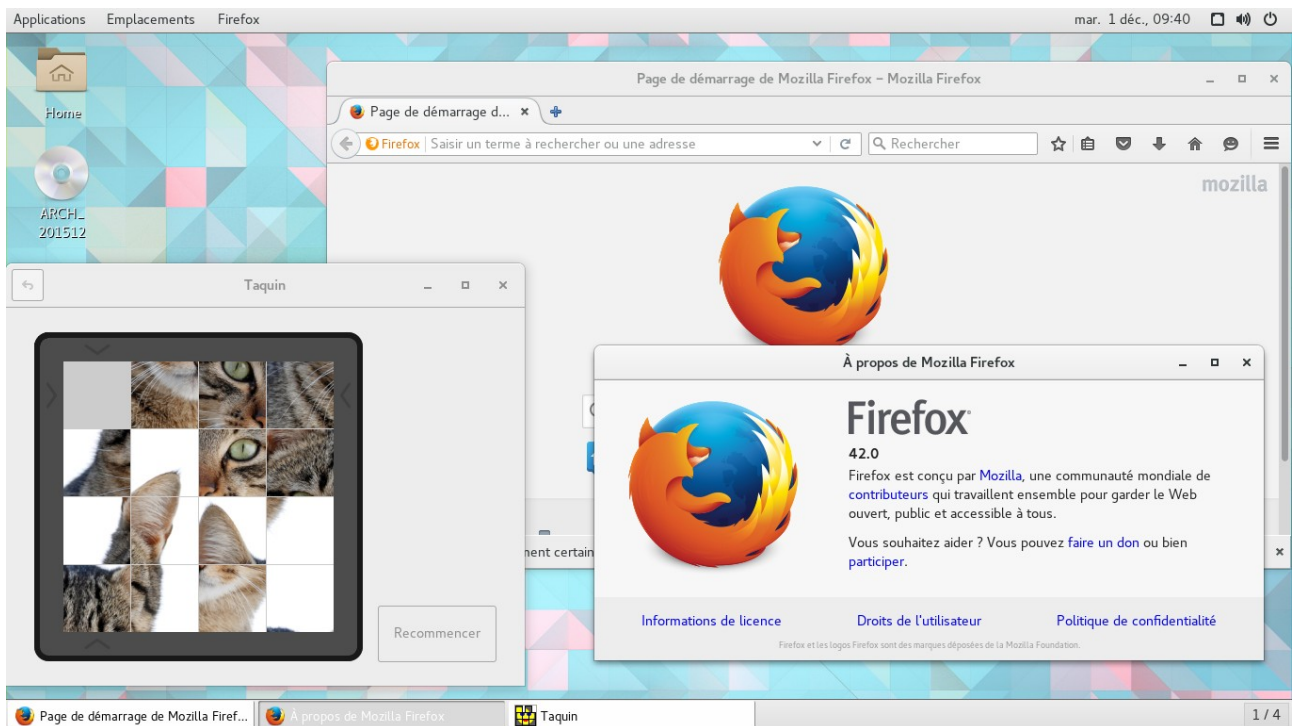 Applications Emplacements Firefox mar. 1 déc., 09:40
Home
ARCH_
201512
Page de démarrage de Mozilla Firefox – Mozilla Firefox
Page de démarrage d...
Firefox Saisir un terme à rechercher ou une adresse Rechercher
mozilla
Taquin
Recommencer
ment certain
À propos de Mozilla Firefox
Firefox
42.0
Firefox est conçu par Mozilla, une communauté mondiale de
contributeurs qui travaillent ensemble pour garder le Web
ouvert, public et accessible à tous.
Vous souhaitez aider ? Vous pouvez faire un don ou bien
participer.
Informations de licence Droits de l'utilisateur Politique de confidentialité
Firefox et les logos Firefox sont des marques déposées de la Mozilla Foundation.
Page de démarrage de Mozilla Firef... À propos de Mozilla Firefox Taquin 1 / 4